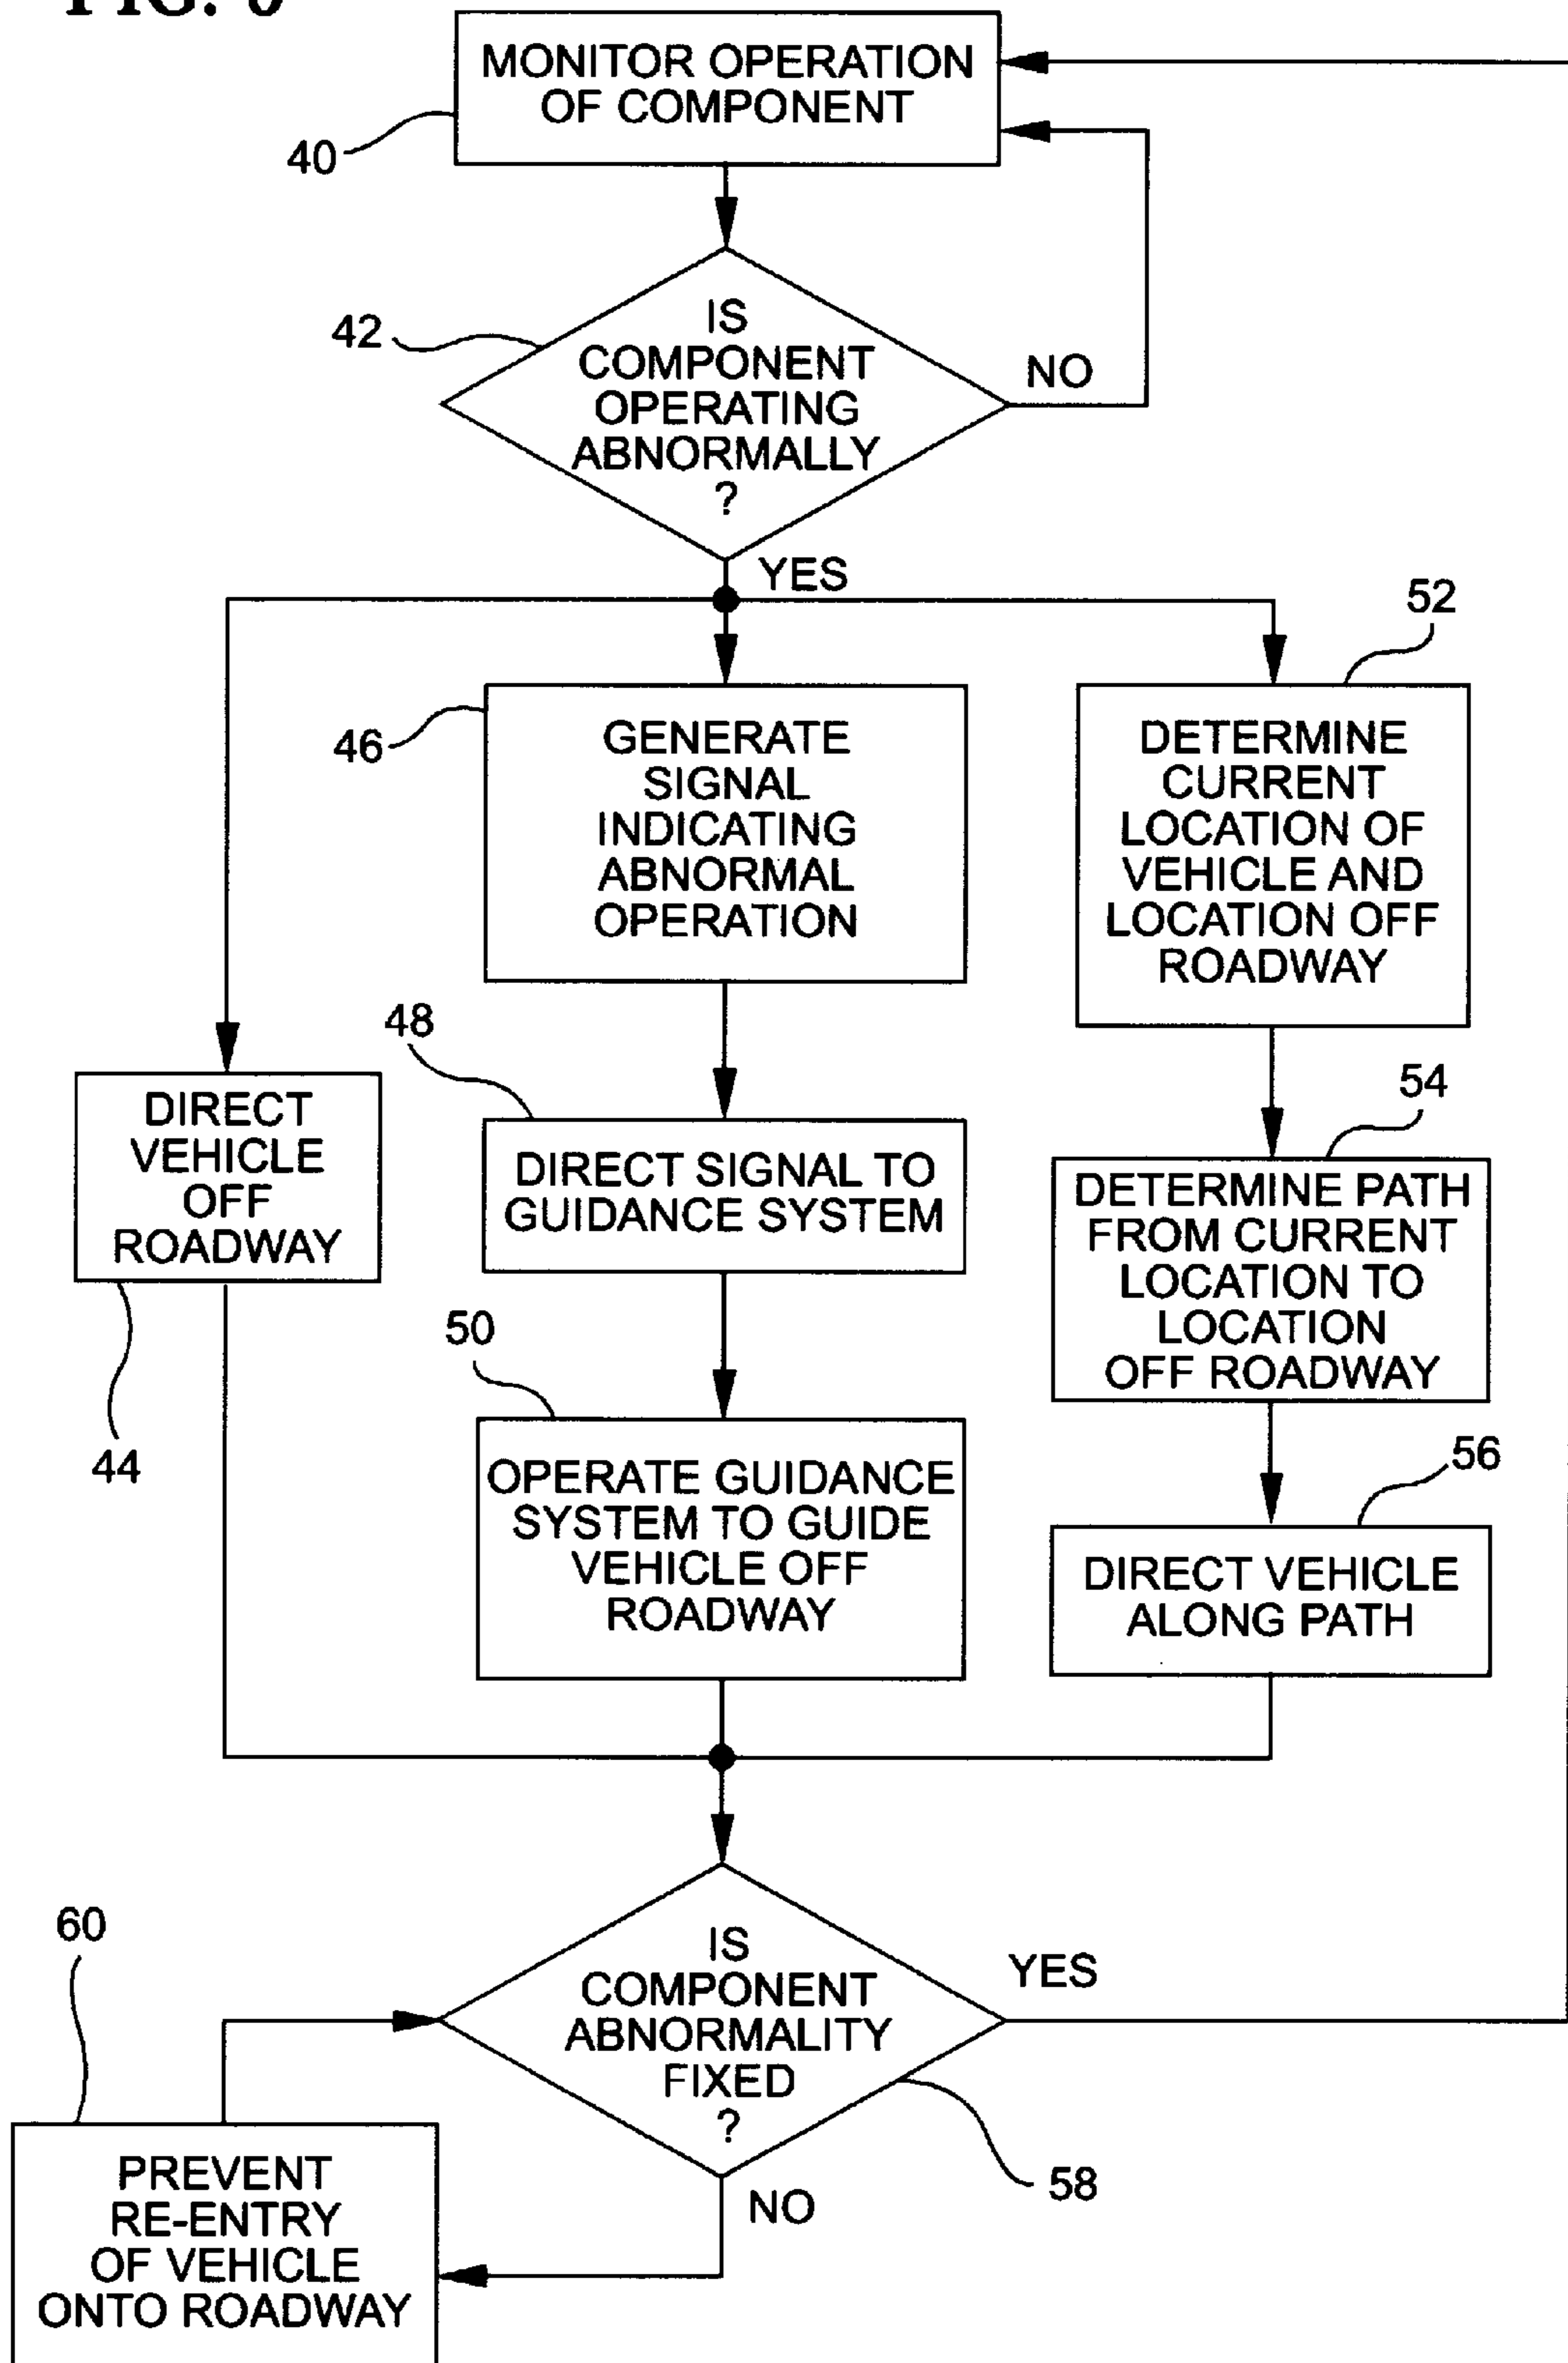 MONITOR OPERATION
OF COMPONENT
40
IS
COMPONENT
OPERATING
ABNORMALLY
?
42
NO
YES
52
46
GENERATE
SIGNAL
INDICATING
ABNORMAL
OPERATION
DETERMINE
CURRENT
LOCATION OF
VEHICLE AND
LOCATION OFF
ROADWAY
48
54
DIRECT
VEHICLE
OFF
ROADWAY
44
DIRECT SIGNAL TO
GUIDANCE SYSTEM
DETERMINE PATH
FROM CURRENT
LOCATION TO
LOCATION
OFF ROADWAY
50
56
OPERATE GUIDANCE
SYSTEM TO GUIDE
VEHICLE OFF
ROADWAY
DIRECT VEHICLE
ALONG PATH
60
IS
COMPONENT
ABNORMALITY
FIXED
?
YES
58
NO
PREVENT
RE-ENTRY
OF VEHICLE
ONTO ROADWAY